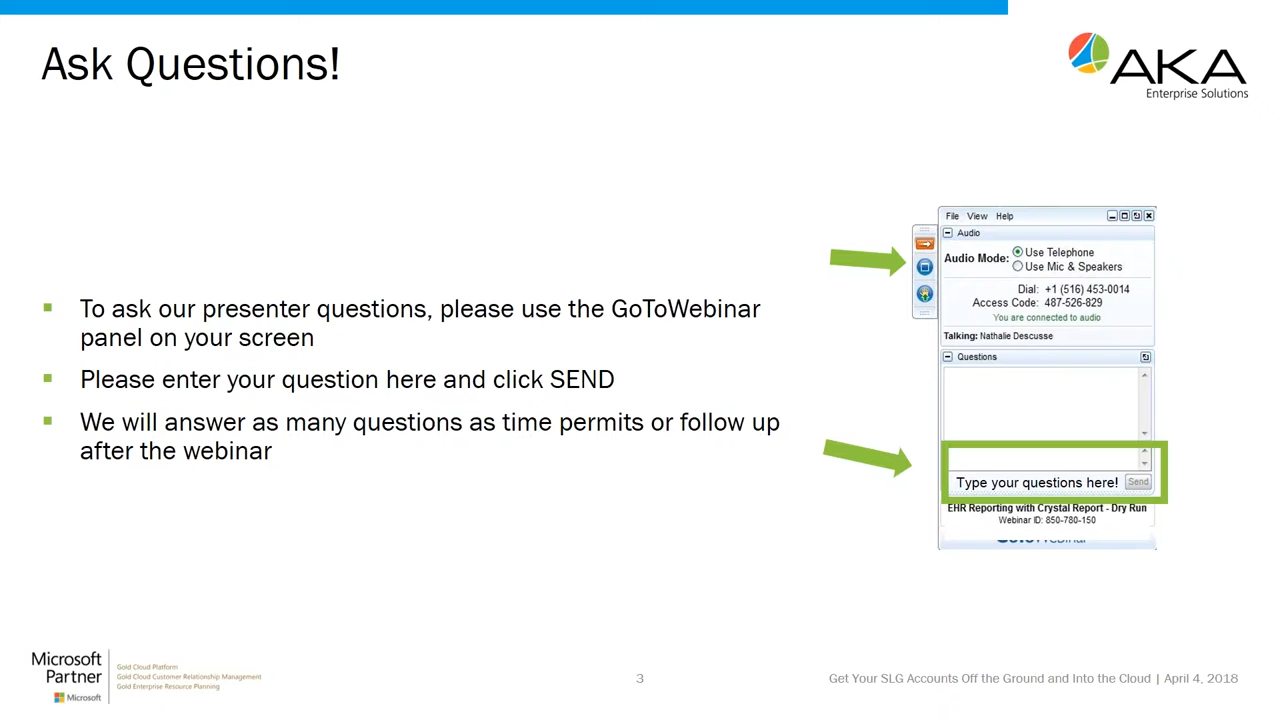 Ask Questions!
AKA
Enterprise Solutions
To ask our presenter questions, please use the GoToWebinar
panel on your screen
Please enter your question here and click SEND
We will answer as many questions as time permits or follow up
after the webinar
File View Help
Audio
Audio Mode: Use Telephone
Use Mic & Speakers
Dial: +1 (516) 453-0014
Access Code: 487-526-829
You are connected to audio
Talking: Nathalie Descusse
Questions
Type your questions here! Send
EHR Reporting with Crystal Report - Dry Run
Webinar ID: 850-780-150
Microsoft
Partner
Microsoft
Gold Cloud Platform
Gold Cloud Customer Relationship Management
Gold Enterprise Resource Planning
3
Get Your SLG Accounts Off the Ground and Into the Cloud | April 4, 2018